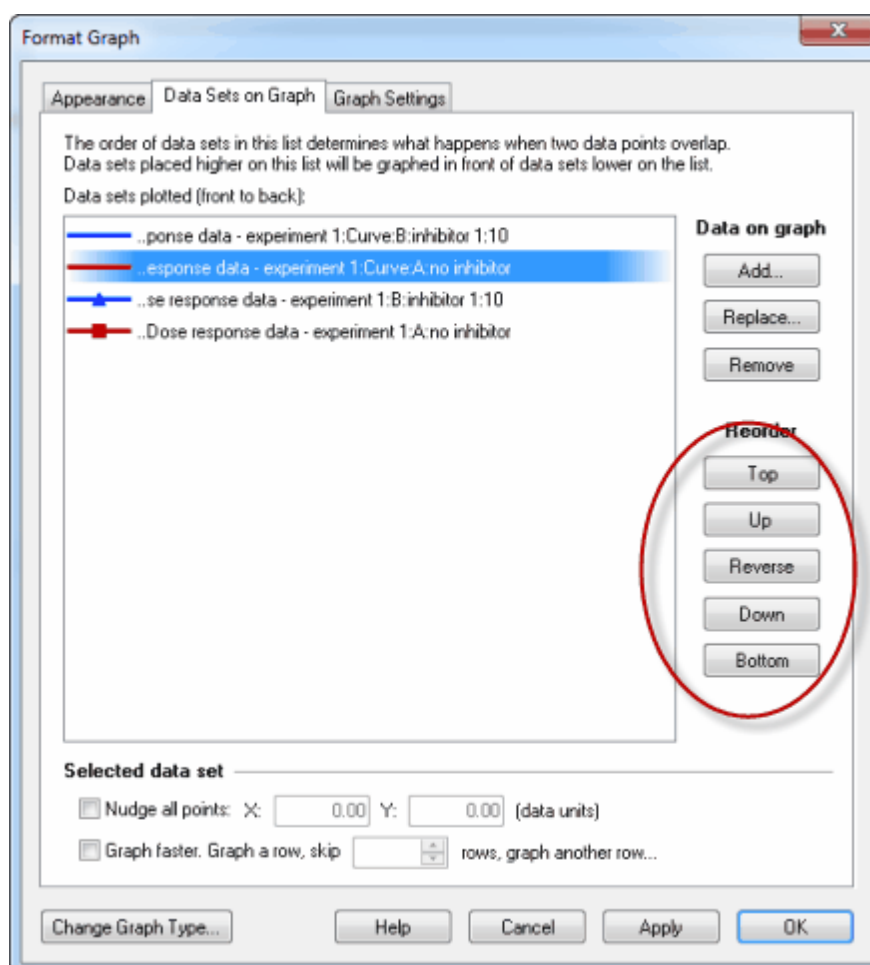 Format Graph
Appearance Data Sets on Graph Graph Settings
The order of data sets in this list determines what happens when two data points overlap.
Data sets placed higher on this list will be graphed in front of data sets lower on the list.
Data sets plotted (front to back):
..ponse data - experiment 1:Curve:B:inhibitor 1:10
..esponse data - experiment 1:Curve:A:no inhibitor
..se response data - experiment 1:B:inhibitor 1:10
..Dose response data - experiment 1:A:no inhibitor
Data on graph
Add...
Replace...
Remove
Reorder
Top
Up
Reverse
Down
Bottom
Selected data set
Nudge all points: X: 0.00 Y: 0.00 (data units)
Graph faster. Graph a row, skip rows, graph another row...
Change Graph Type... Help Cancel Apply OK